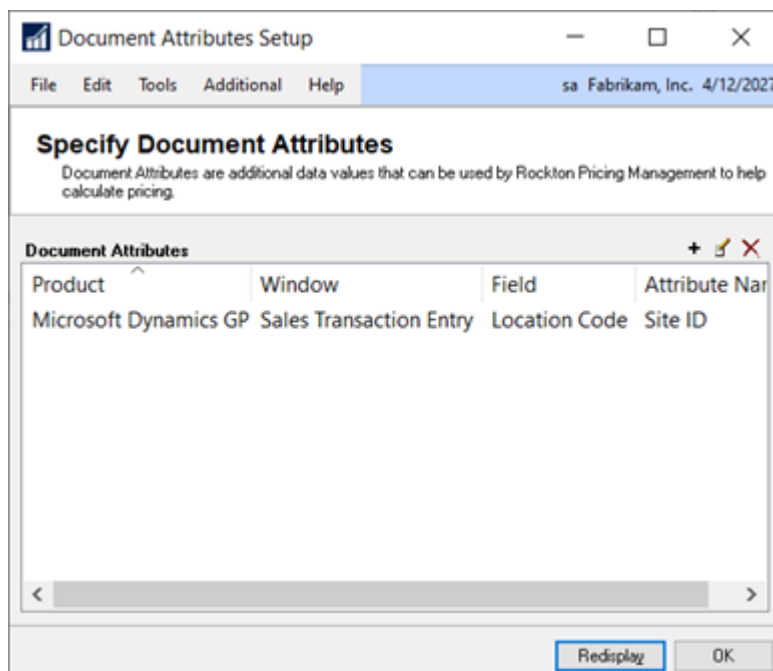 Document Attributes Setup
File Edit Tools Additional Help sa Fabrikam, Inc. 4/12/2027
Specify Document Attributes
Document Attributes are additional data values that can be used by Rockton Pricing Management to help
calculate pricing.
Document Attributes
Product Window Field Attribute Nar
Microsoft Dynamics GP Sales Transaction Entry Location Code Site ID
Redisplay OK